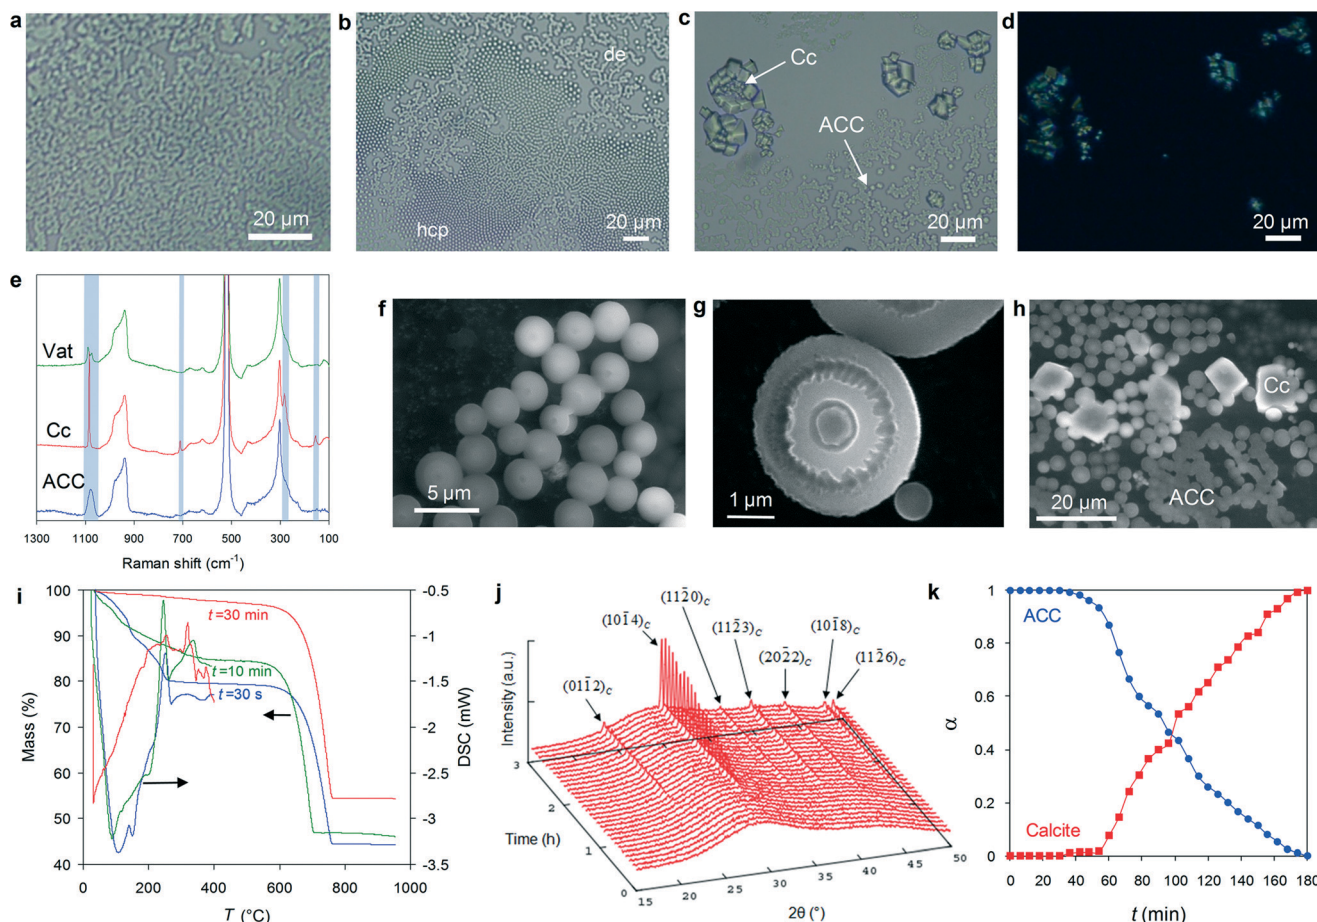 a
20 µm
b
de
hcp
20 µm
c
Cc
ACC
20 µm
d
20 µm
e
Vat
Cc
ACC
1300 1100 900 700 500 300 100
Raman shift (cm⁻¹)
f
5 µm
g
1 µm
h
Cc
ACC
20 µm
i
100
90
80
70
60
50
40
Mass (%)
t=30 min
t=10 min
t=30 s
-0.5
-1
-1.5
-2
-2.5
-3
-3.5
DSC (mW)
0 200 400 600 800 1000
T (°C)
j
Intensity (a.u.)
(011̄2)c
(101̄4)c
(112̄0)c
(112̄3)c
(202̄2)c
(101̄8)c
(112̄6)c
3
2
1
0
Time (h)
15 20 25 30 35 40 45 50
2θ (°)
k
1
0.8
0.6
0.4
0.2
0
α
ACC
Calcite
0 20 40 60 80 100 120 140 160 180
t (min)